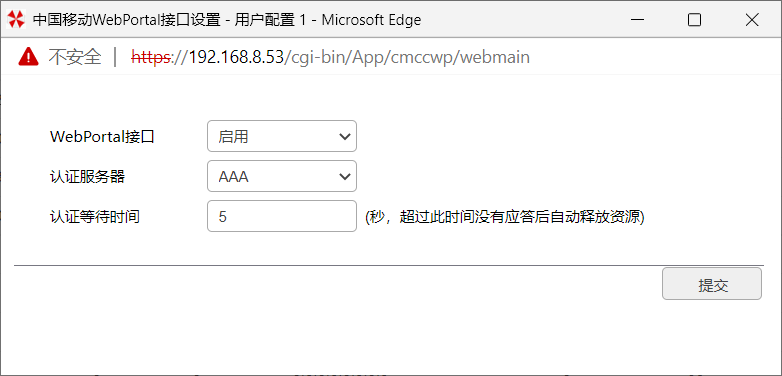 中国移动WebPortal接口设置 - 用户配置 1 - Microsoft Edge
不安全 | https://192.168.8.53/cgi-bin/App/cmccwp/webmain
WebPortal接口 启用
认证服务器 AAA
认证等待时间 5 (秒，超过此时间没有应答后自动释放资源)
提交